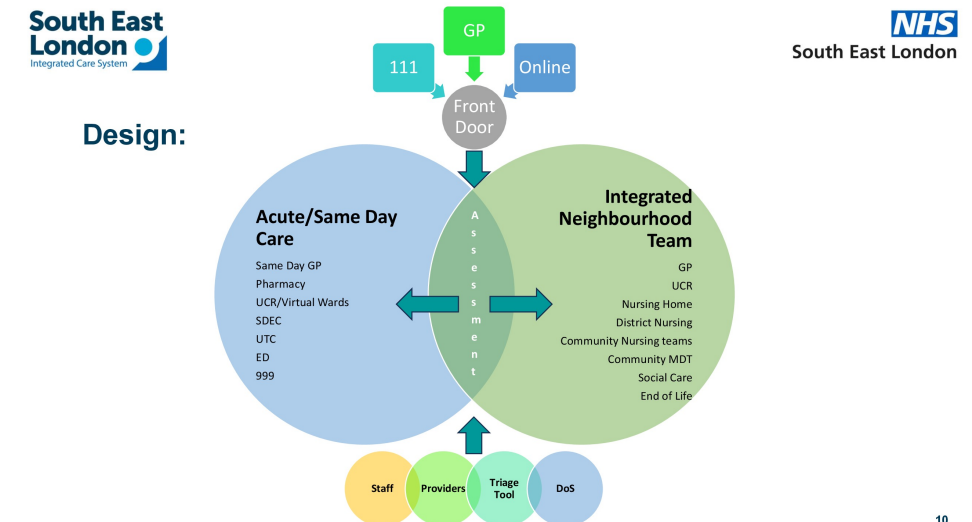 South East
London
Integrated Care System
NHS
South East London
GP
111
Online
Front
Door
Design:
Acute/Same Day
Care
Same Day GP
Pharmacy
UCR/Virtual Wards
SDEC
UTC
ED
999
Assessment
Integrated
Neighbourhood
Team
GP
UCR
Nursing Home
District Nursing
Community Nursing teams
Community MDT
Social Care
End of Life
Staff
Providers
Triage
Tool
DoS
10